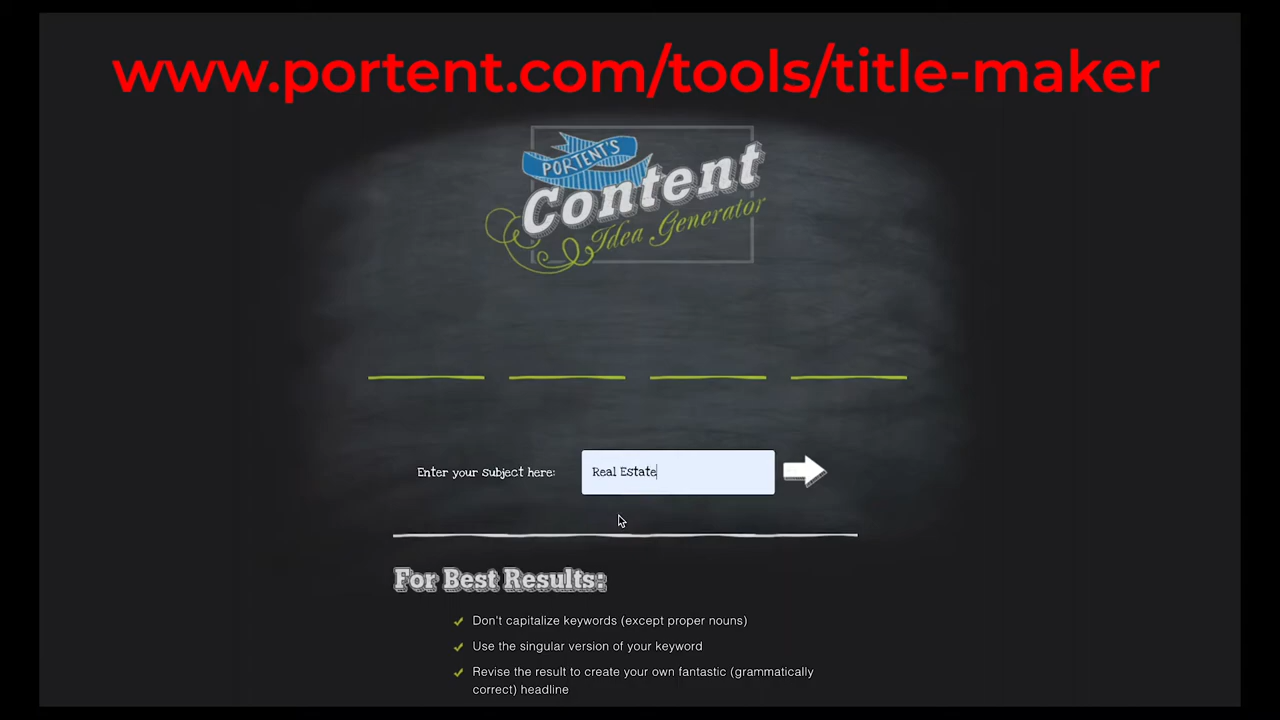 www.portent.com/tools/title-maker
PORTENT'S
Content
Idea Generator
Enter your subject here: Real Estate
For Best Results:
Don't capitalize keywords (except proper nouns)
Use the singular version of your keyword
Revise the result to create your own fantastic (grammatically
correct) headline